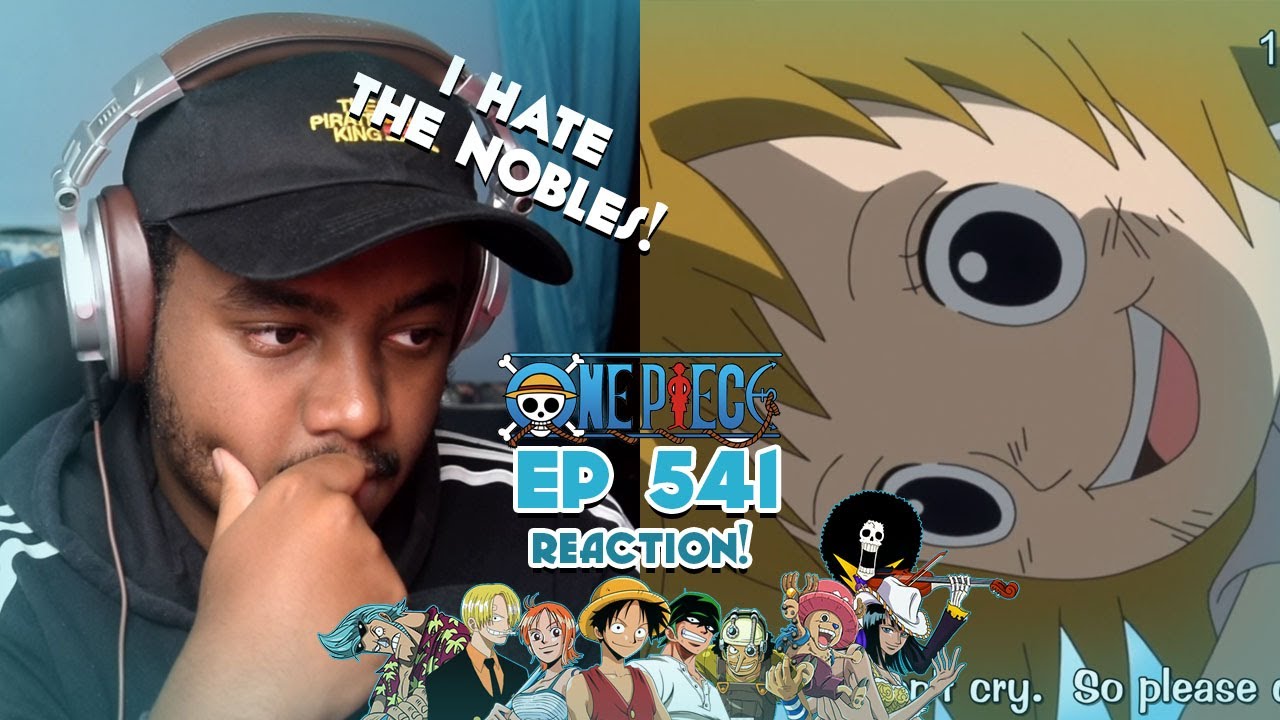 I HATE
THE NOBLES!
THE
PIRATE
KING
1
ONE PIECE
EP 541
REACTION!
cry. So please